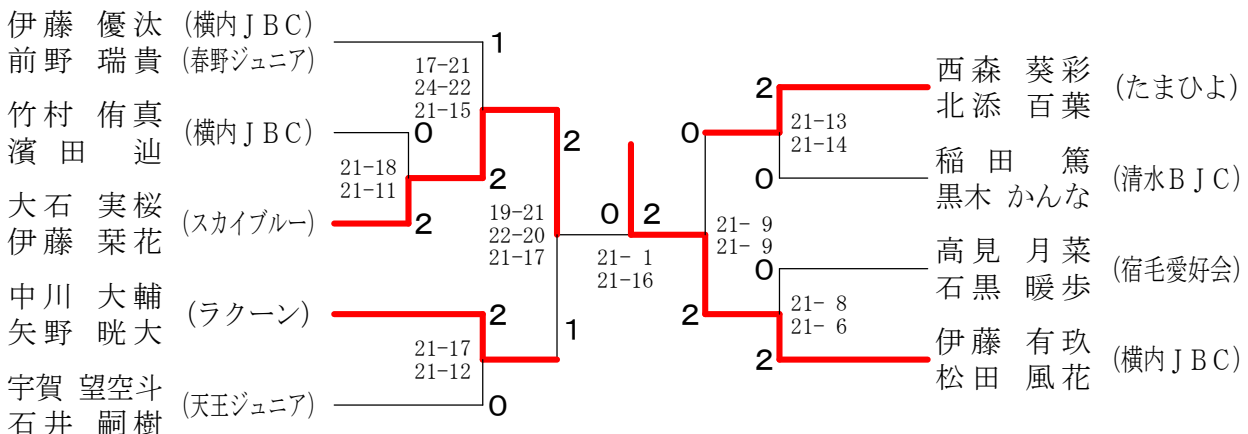 伊藤 優汰 (横内ＪＢＣ)
前野 瑞貴 (春野ジュニア)
1
17-21
24-22
21-15
竹村 侑真
濱田 辿
(横内ＪＢＣ)
0
21-18
21-11
2
2
大石 実桜
伊藤 栞花
(スカイブルー)
2
19-21
22-20
21-17
中川 大輔
矢野 晄大
(ラクーン)
2
1
21-17
21-12
宇賀 望空斗
石井 嗣樹
(天王ジュニア)
0
0 2
21- 1
21-16
西森 葵彩
北添 百葉
(たまひよ)
2
0
21-13
21-14
稲田 篤
黒木 かんな
(清水ＢＪＣ)
0
21- 9
21- 9
高見 月菜
石黒 暖歩
(宿毛愛好会)
0
21- 8
21- 6
2
伊藤 有玖
松田 風花
(横内ＪＢＣ)
2